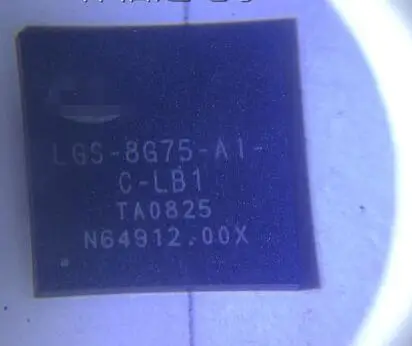 LGS-8G75-A1-
C-LB1
TA0825
N64912.00X